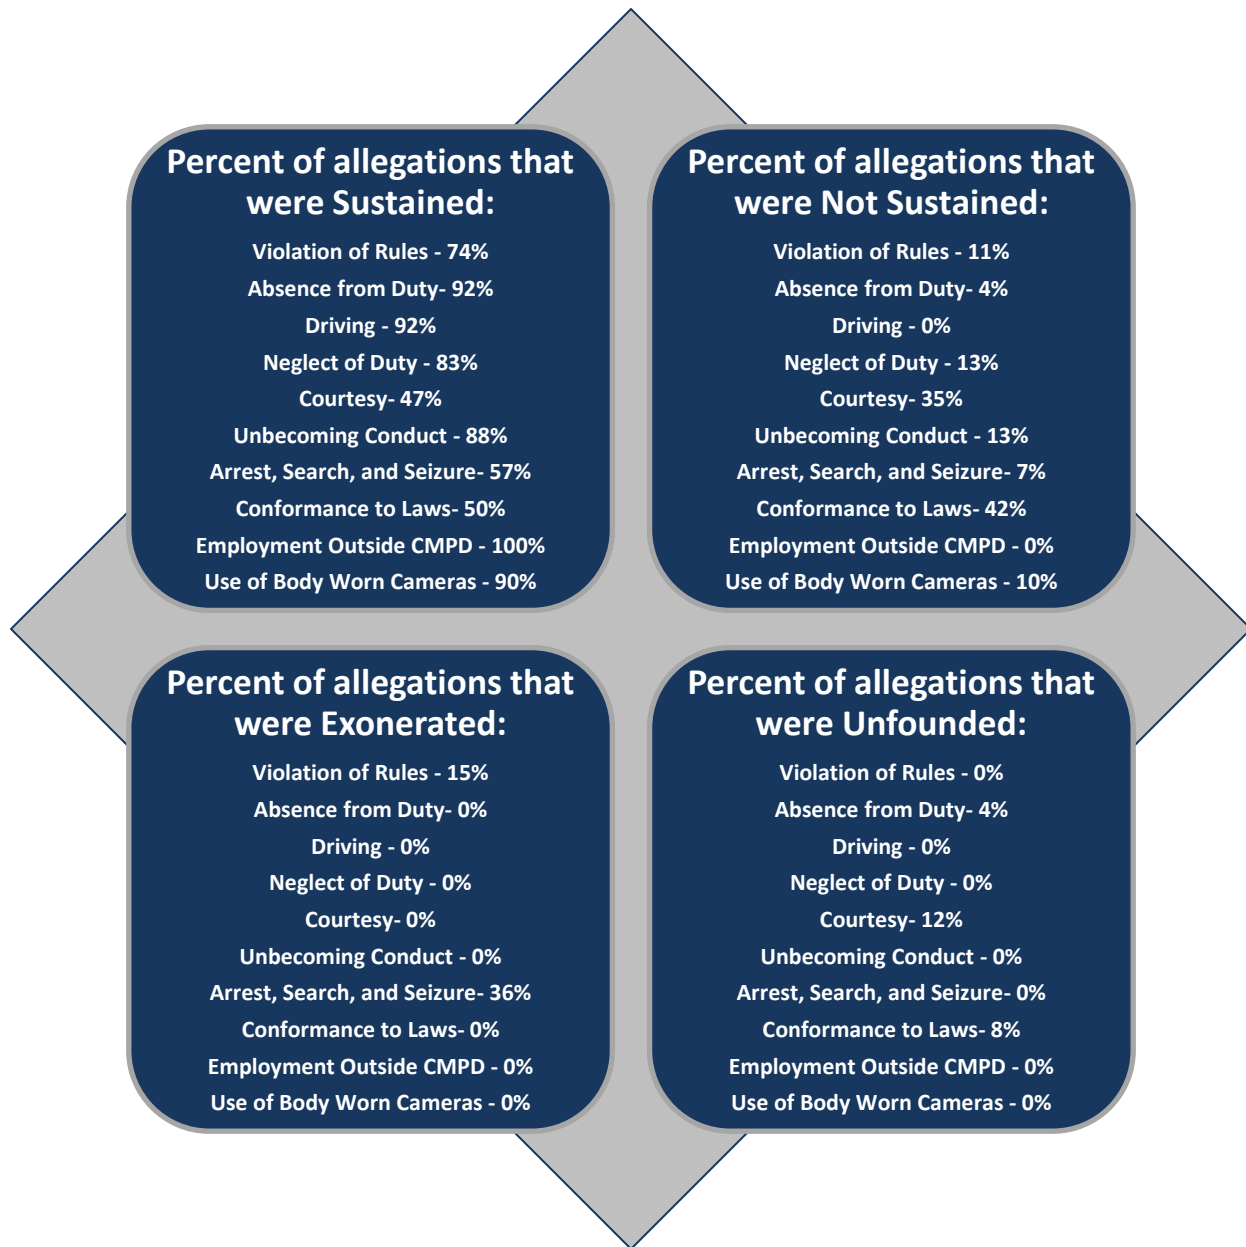 Percent of allegations that
were Sustained:
Violation of Rules - 74%
Absence from Duty- 92%
Driving - 92%
Neglect of Duty - 83%
Courtesy- 47%
Unbecoming Conduct - 88%
Arrest, Search, and Seizure- 57%
Conformance to Laws- 50%
Employment Outside CMPD - 100%
Use of Body Worn Cameras - 90%
Percent of allegations that
were Not Sustained:
Violation of Rules - 11%
Absence from Duty- 4%
Driving - 0%
Neglect of Duty - 13%
Courtesy- 35%
Unbecoming Conduct - 13%
Arrest, Search, and Seizure- 7%
Conformance to Laws- 42%
Employment Outside CMPD - 0%
Use of Body Worn Cameras - 10%
Percent of allegations that
were Exonerated:
Violation of Rules - 15%
Absence from Duty- 0%
Driving - 0%
Neglect of Duty - 0%
Courtesy- 0%
Unbecoming Conduct - 0%
Arrest, Search, and Seizure- 36%
Conformance to Laws- 0%
Employment Outside CMPD - 0%
Use of Body Worn Cameras - 0%
Percent of allegations that
were Unfounded:
Violation of Rules - 0%
Absence from Duty- 4%
Driving - 0%
Neglect of Duty - 0%
Courtesy- 12%
Unbecoming Conduct - 0%
Arrest, Search, and Seizure- 0%
Conformance to Laws- 8%
Employment Outside CMPD - 0%
Use of Body Worn Cameras - 0%